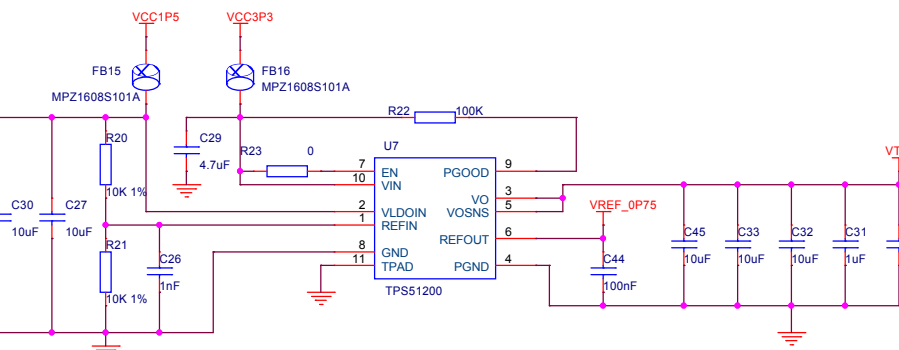 VCC1P5
VCC3P3
FB15
MPZ1608S101A
FB16
MPZ1608S101A
R20
10K 1%
C29
4.7uF
R23
0
R22
100K
U7
7
EN
10
VIN
2
VLDOIN
1
REFIN
8
GND
11
TPAD
PGOOD
9
VO
3
VOSNS
5
REFOUT
6
PGND
4
TPS51200
C30
10uF
C27
10uF
R21
10K 1%
C26
1nF
VREF_0P75
C44
100nF
C45
10uF
C33
10uF
C32
10uF
C31
1uF
VT